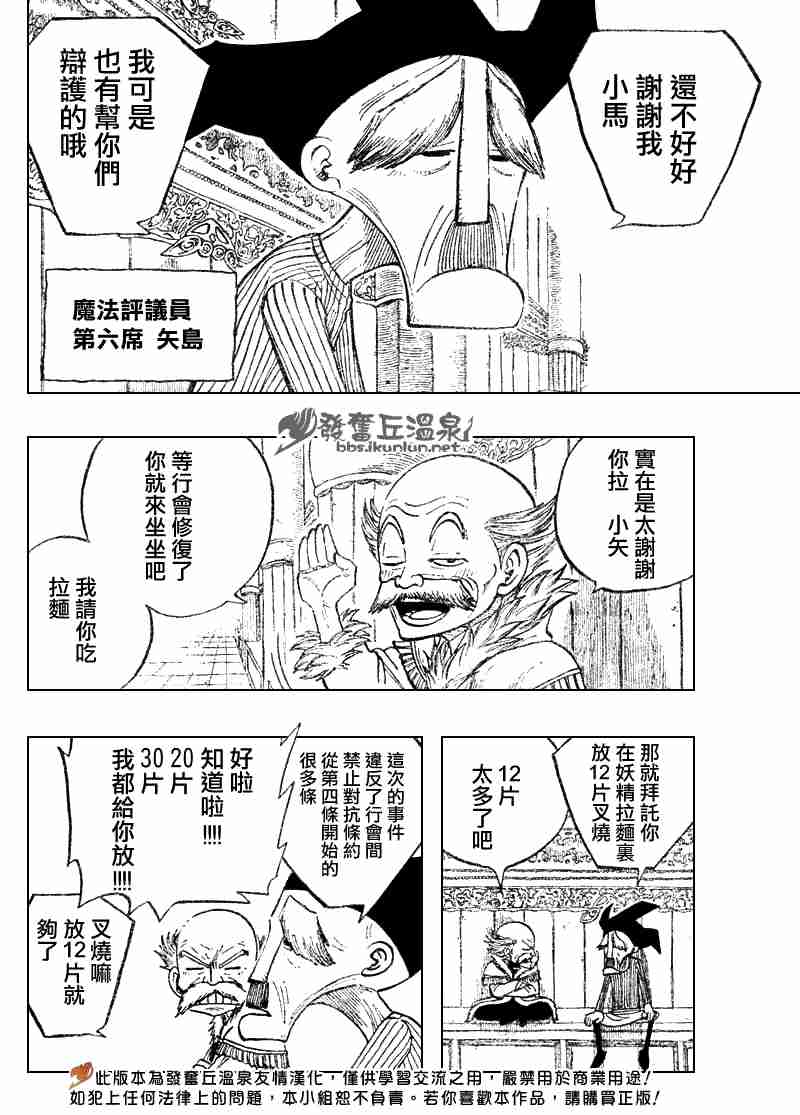 還不好好
謝謝我
小馬
我可是
也有幫你們
辯護的哦
魔法評議員
第六席 矢島
發奮丘溫泉
bbs.ikunlun.net
實在是太謝謝
你拉 小矢
等行會修復了
你就來坐坐吧
我請你吃
拉麵
那就拜託你
在妖精拉麵裏
放12片叉燒
12片
太多了吧
這次的事件
違反了行會間
禁止對抗條約
從第四條開始的
很多條
好啦
知道啦!!!!
20片
30片
我都給你放!!!!
叉燒嘛
放12片就
夠了
此版本為發奮丘溫泉友情漢化，僅供學習交流之用，嚴禁用於商業用途!
如犯上任何法律上的問題，本小組恕不負責。若你喜歡本作品，請購買正版!